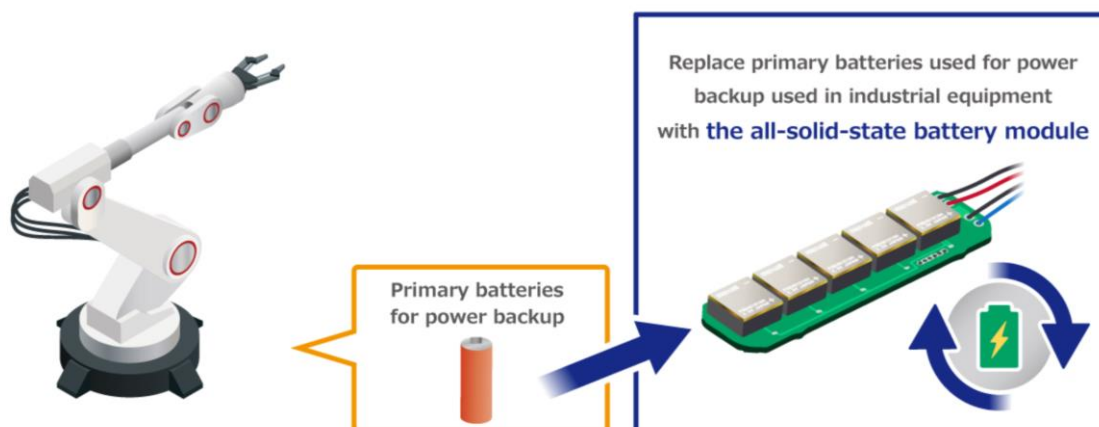 Replace primary batteries used for power
backup used in industrial equipment
with the all-solid-state battery module
Primary batteries
for power backup